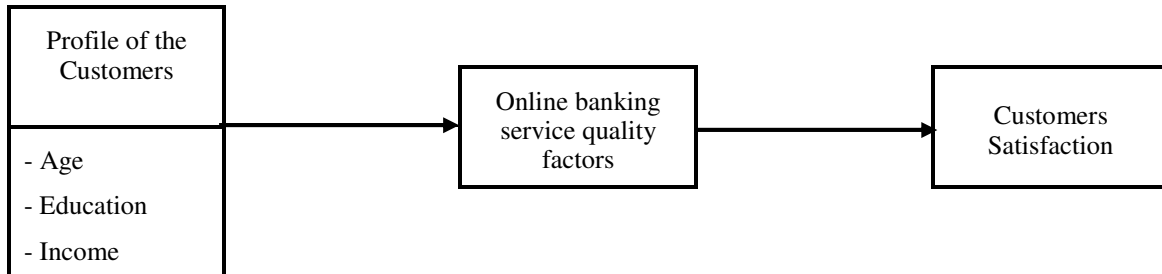 Profile of the
Customers
- Age
- Education
- Income
Online banking
service quality
factors
Customers
Satisfaction